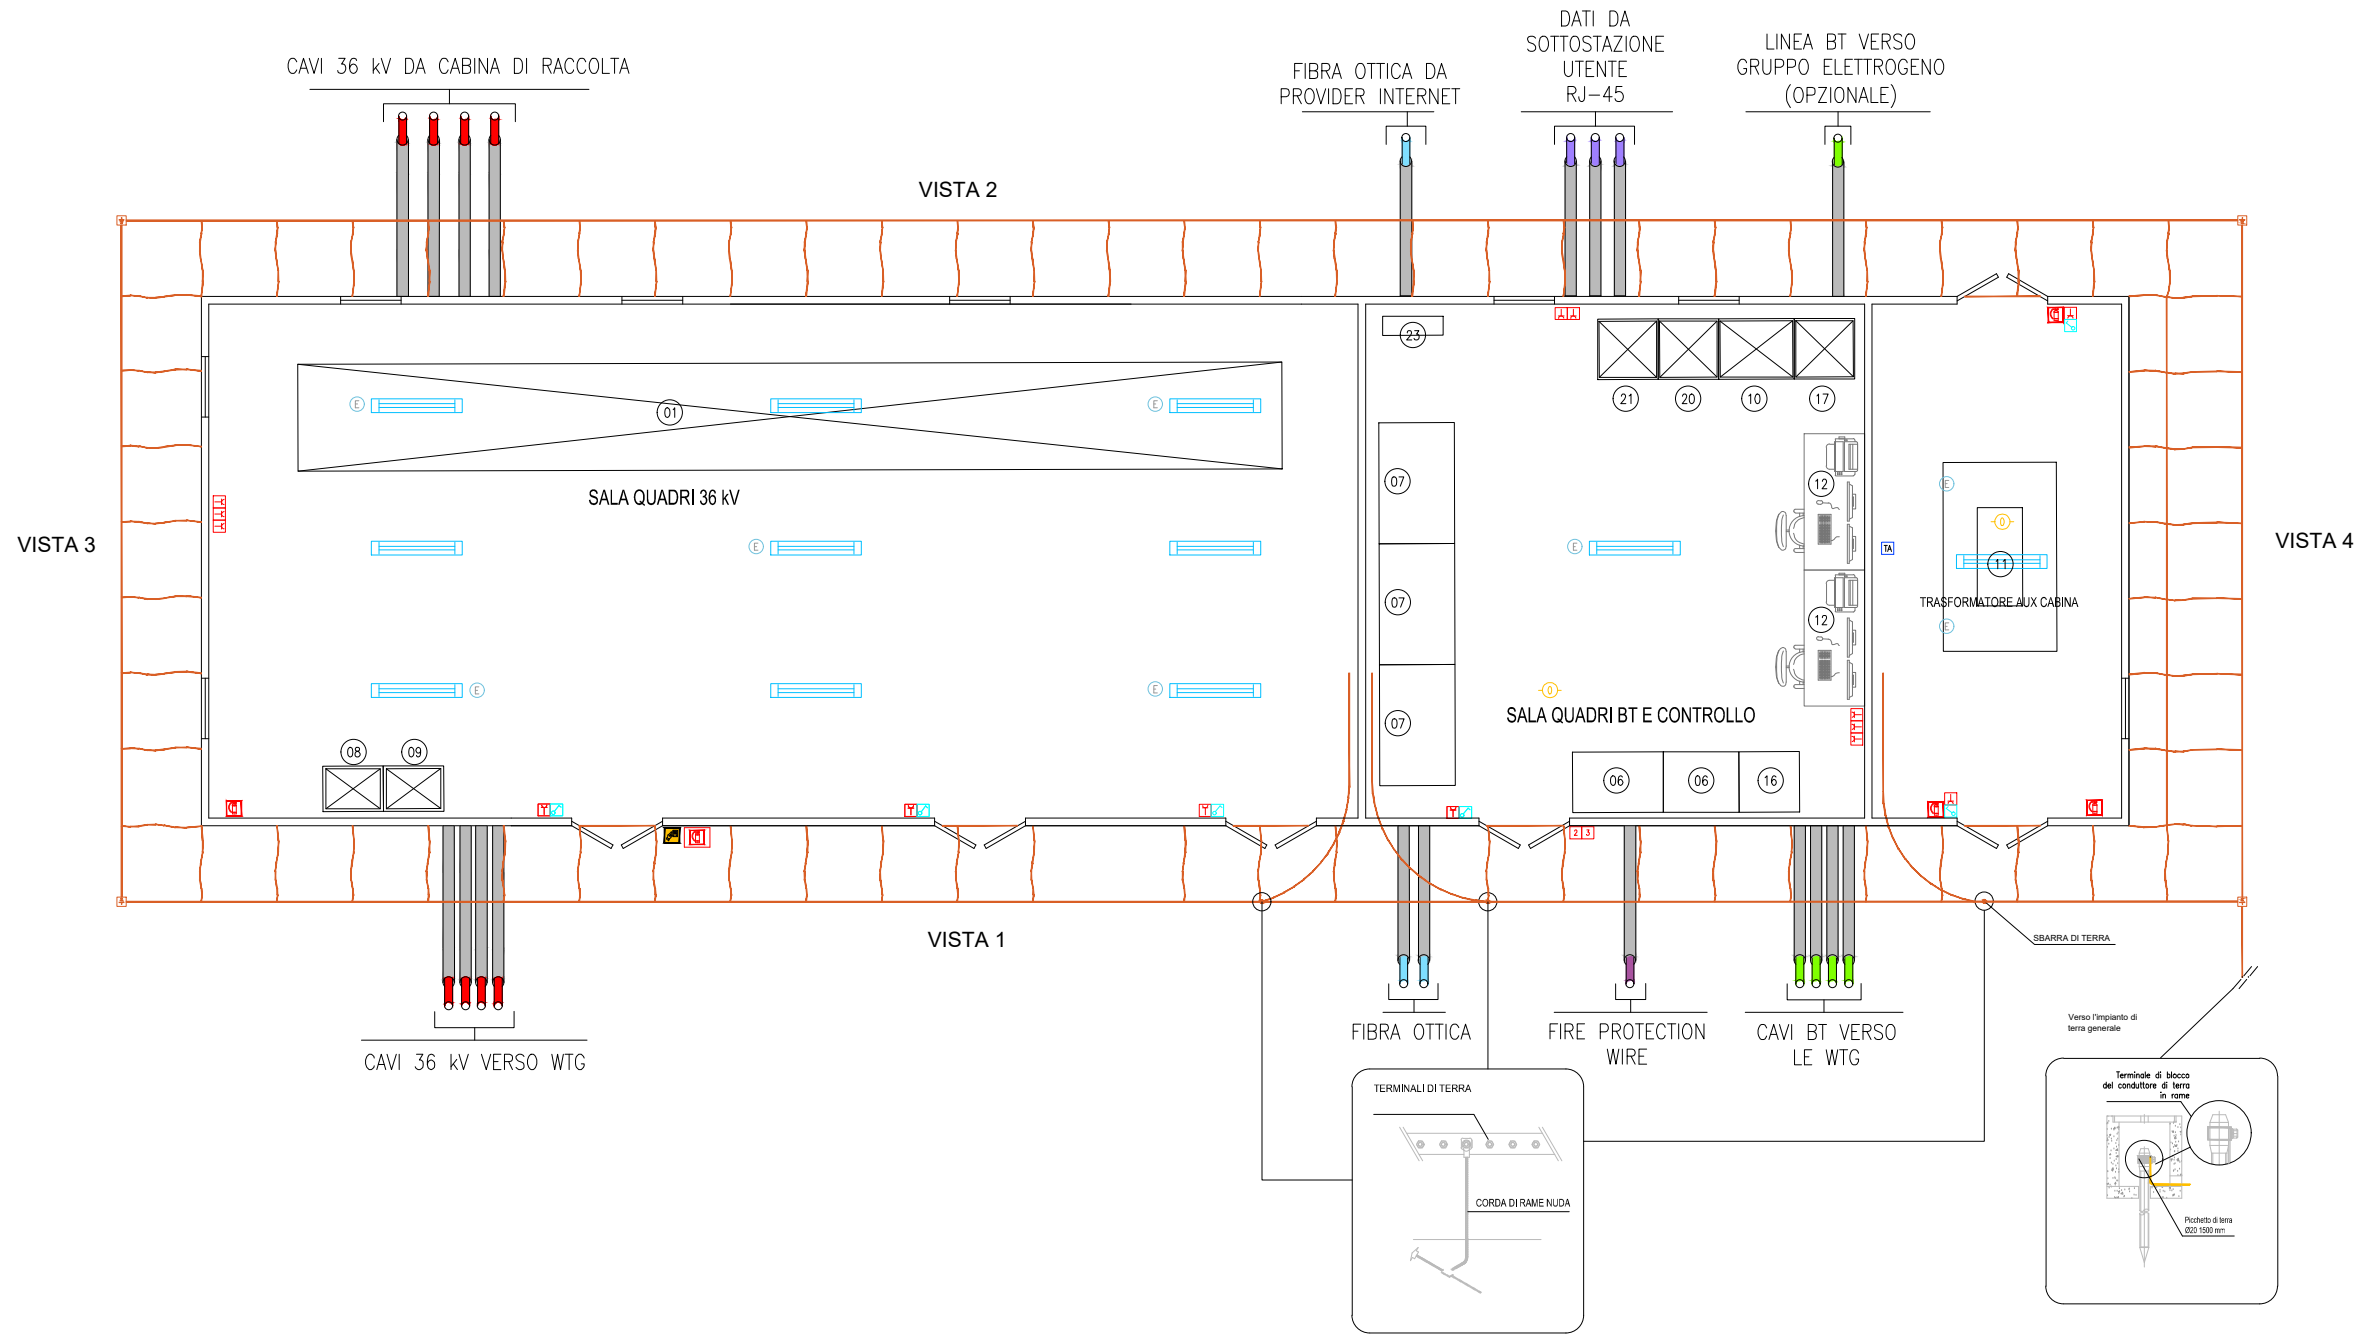 CAVI 36 kV DA CABINA DI RACCOLTA
FIBRA OTTICA DA
PROVIDER INTERNET
DATI DA
SOTTOSTAZIONE
UTENTE
RJ-45
LINEA BT VERSO
GRUPPO ELETTROGENO
(OPZIONALE)
VISTA 2
23
21
20
10
17
E
01
E
SALA QUADRI 36 kV
07
12
E
VISTA 3
E
E
TA
O
11
VISTA 4
TRASFORMATORE AUX CABINA
07
12
E
E
E
O
SALA QUADRI BT E CONTROLLO
07
08
09
06
06
16
2 3
VISTA 1
SBARRA DI TERRA
FIBRA OTTICA
FIRE PROTECTION
WIRE
CAVI BT VERSO
LE WTG
CAVI 36 kV VERSO WTG
Verso l'impianto di
terra generale
TERMINALI DI TERRA
CORDA DI RAME NUDA
Terminale di blocco
del conduttore di terra
in rame
Picchetto di terra
Ø20 1500 mm